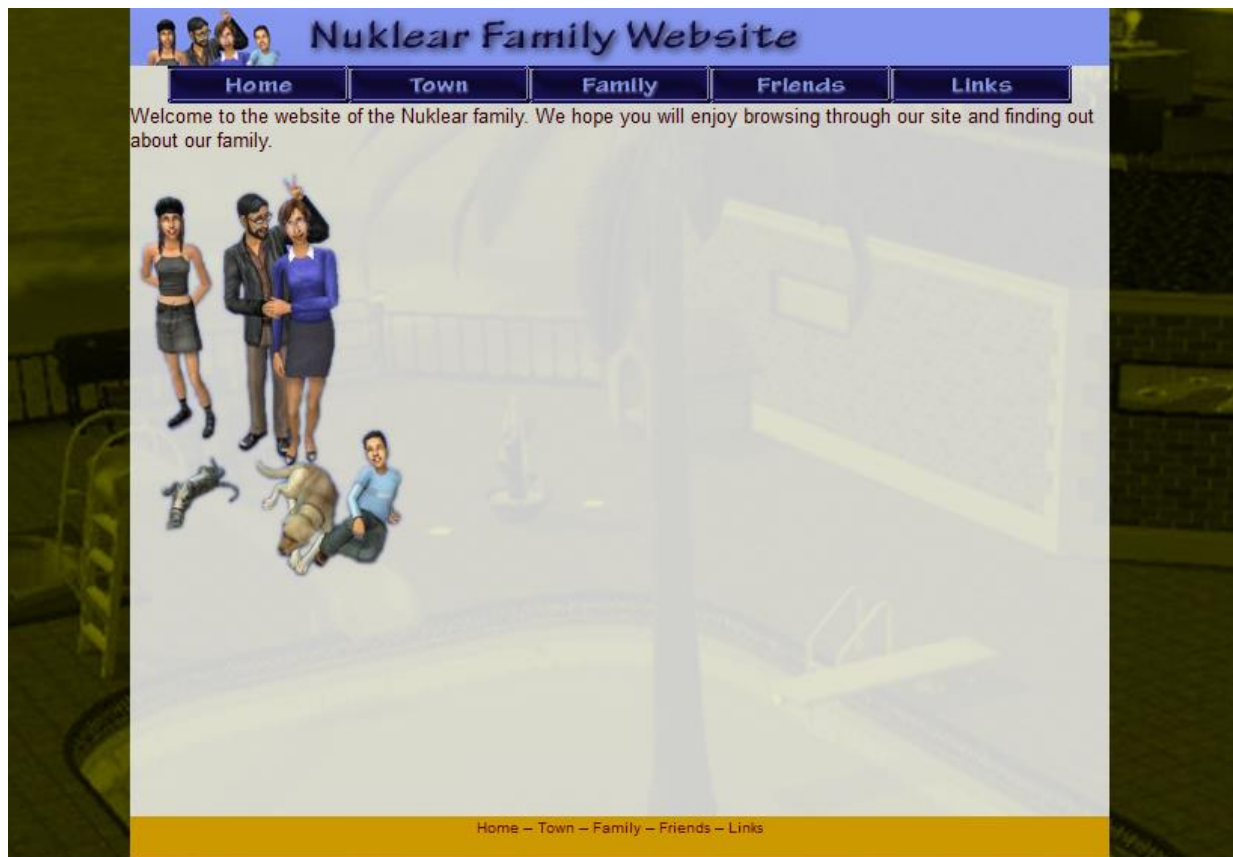 Nuklear Family Website
Home Town Family Friends Links
Welcome to the website of the Nuklear family. We hope you will enjoy browsing through our site and finding out
about our family.
Home – Town – Family – Friends – Links